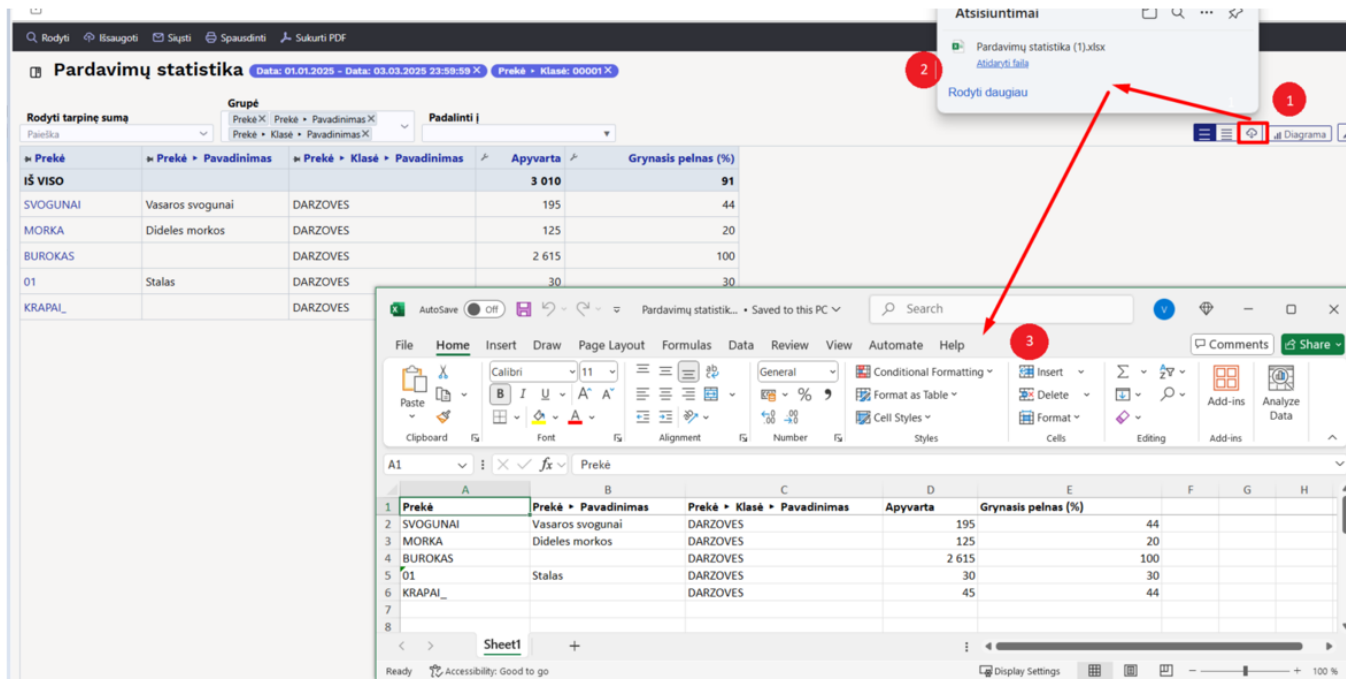 Atsisiuntimai
Rodyti Išsaugoti Siųsti Spausdinti Sukurti PDF
Pardavimų statistika (1).xlsx
Atidaryti failą
2
Pardavimų statistika Data: 01.01.2025 - Data: 03.03.2025 23:59:59 X Prekė ▸ Klasė: 00001 X
Rodyti daugiau
1
Grupė
Rodyti tarpinę sumą
Prekė X Prekė ▸ Pavadinimas X
Padalinti į
Paieška
Prekė ▸ Klasė ▸ Pavadinimas X
Diagrama
Prekė Prekė ▸ Pavadinimas Prekė ▸ Klasė ▸ Pavadinimas Apyvarta Grynasis pelnas (%)
IŠ VISO 3 010 91
SVOGUNAI Vasaros svogunai DARZOVES 195 44
MORKA Dideles morkos DARZOVES 125 20
BUROKAS DARZOVES 2 615 100
01 Stalas DARZOVES 30 30
KRAPAI_ DARZOVES
AutoSave Off Pardavimų statistik... • Saved to this PC Search V
3
File Home Insert Draw Page Layout Formulas Data Review View Automate Help Comments Share
Calibri 11 General Conditional Formatting Insert
Paste B I U A A Format as Table Delete
Add-ins Analyze Data
Cell Styles Format
Clipboard Font Alignment Number Styles Cells Editing Add-ins
A1 fx Prekė
A B C D E F G H
1 Prekė Prekė ▸ Pavadinimas Prekė ▸ Klasė ▸ Pavadinimas Apyvarta Grynasis pelnas (%)
2 SVOGUNAI Vasaros svogunai DARZOVES 195 44
3 MORKA Dideles morkos DARZOVES 125 20
4 BUROKAS DARZOVES 2 615 100
5 01 Stalas DARZOVES 30 30
6 KRAPAI_ DARZOVES 45 44
7
8
Sheet1
Ready Accessibility: Good to go Display Settings 100 %